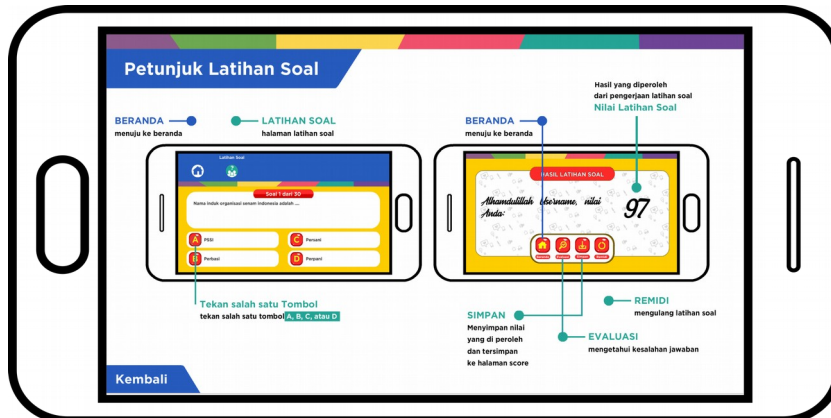 Petunjuk Latihan Soal
BERANDA
menuju ke beranda
LATIHAN SOAL
halaman latihan soal
Latihan Soal
Soal 1 dari 30
Nama induk organisasi senam indonesia adalah ....
A PSSI
C Persani
B Perbasi
D Peryani
Tekan salah satu Tombol
tekan salah satu tombol A, B, C, atau D
Hasil yang diperoleh
dari pengerjaan latihan soal
Nilai Latihan Soal
BERANDA
menuju ke beranda
HASIL LATIHAN SOAL
Alhamdulillah username, nilai
Anda:
97
SIMPAN
Menyimpan nilai
yang di peroleh
dan tersimpan
ke halaman score
REMIDI
mengulang latihan soal
EVALUASI
mengetahui kesalahan jawaban
Kembali